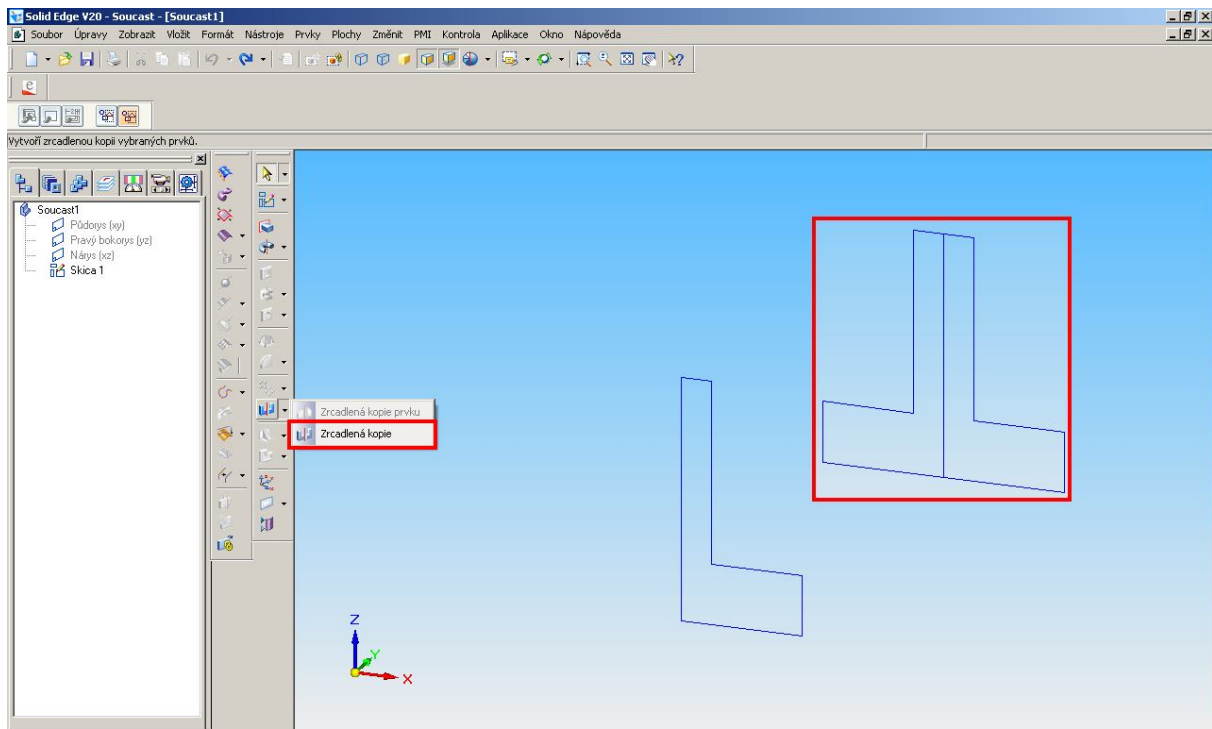 Solid Edge V20 - Soucast - [Soucast1]
Soubor Úpravy Zobrazit Vložit Formát Nástroje Prvky Plochy Změnit PMI Kontrola Aplikace Okno Nápověda
Vytvoří zrcadlenou kopii vybraných prvků.
Soucast1
Půdorys (xy)
Pravý bokorys (yz)
Nárys (xz)
Skica 1
Zrcadlená kopie prvku
Zrcadlená kopie
Z
Y
X